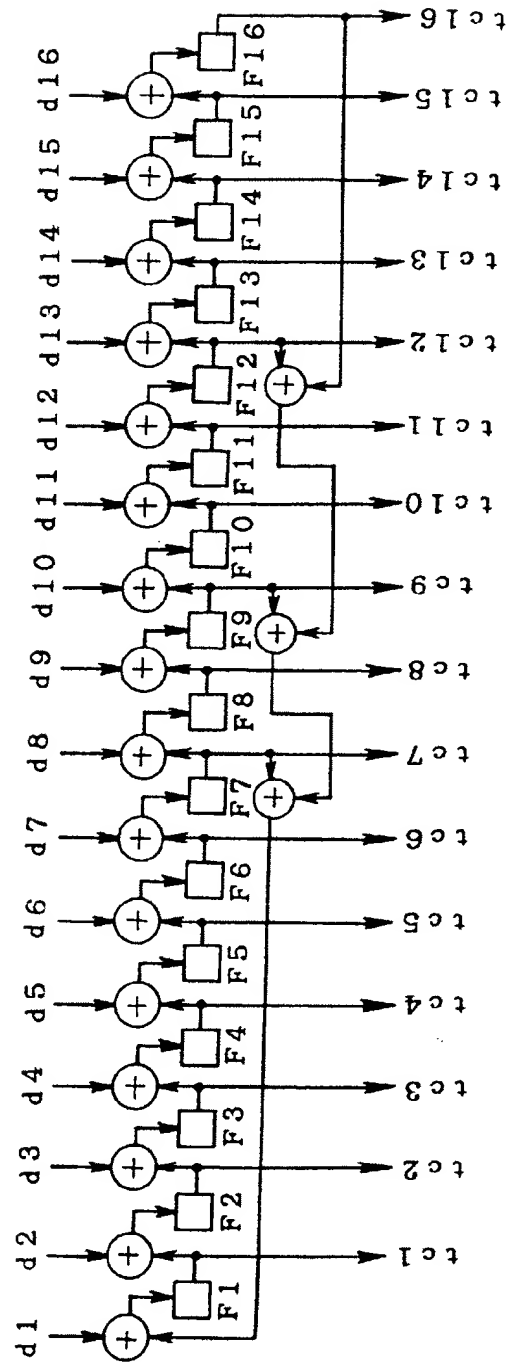 d1
d2
d3
d4
d5
d6
d7
d8
d9
d10
d11
d12
d13
d14
d15
d16
F1
F2
F3
F4
F5
F6
F7
F8
F9
F10
F11
F12
F13
F14
F15
F16
tc1
tc2
tc3
tc4
tc5
tc6
tc7
tc8
tc9
tc10
tc11
tc12
tc13
tc14
tc15
tc16